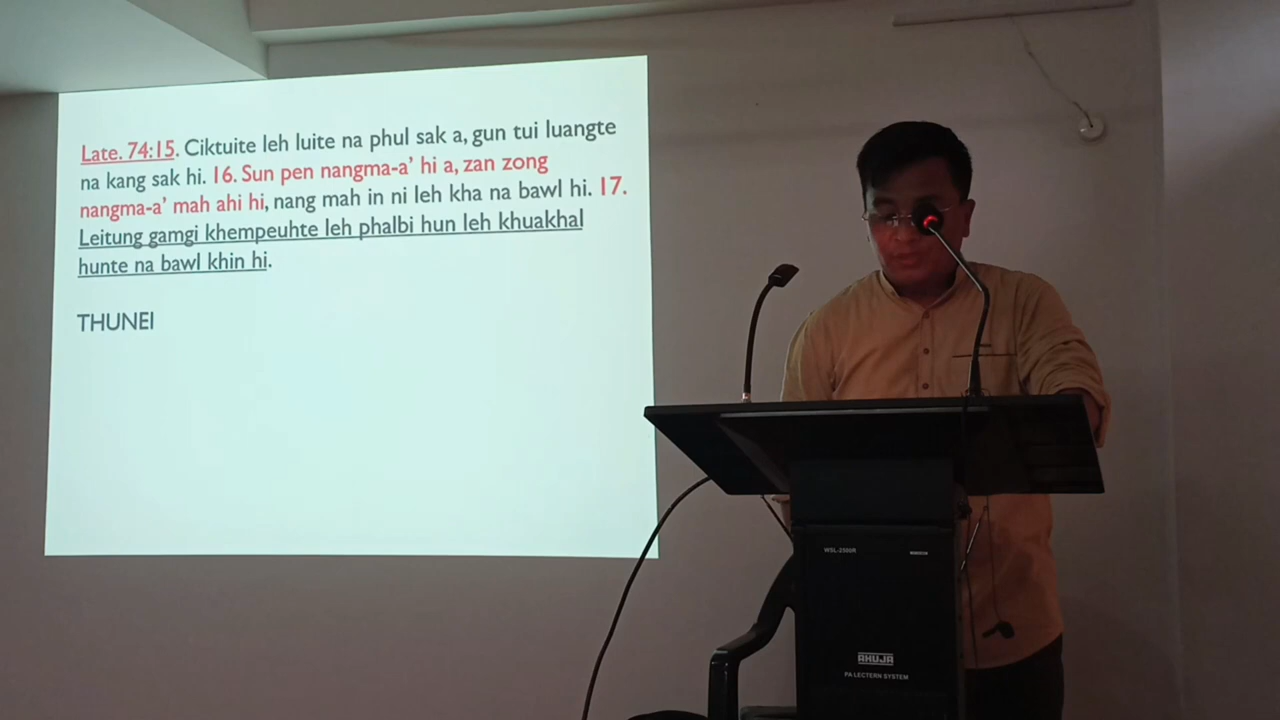 Late. 74:15. Ciktuite leh luite na phul sak a, gun tui luangte
na kang sak hi. 16. Sun pen nangma-a' hi a, zan zong
nangma-a' mah ahi hi, nang mah in ni leh kha na bawl hi. 17.
Leitung gamgi khempeuhte leh phalbi hun leh khuakhal
hunte na bawl khin hi.
THUNEI
WSL-2500R
AHUJA
PA LECTERN SYSTEM